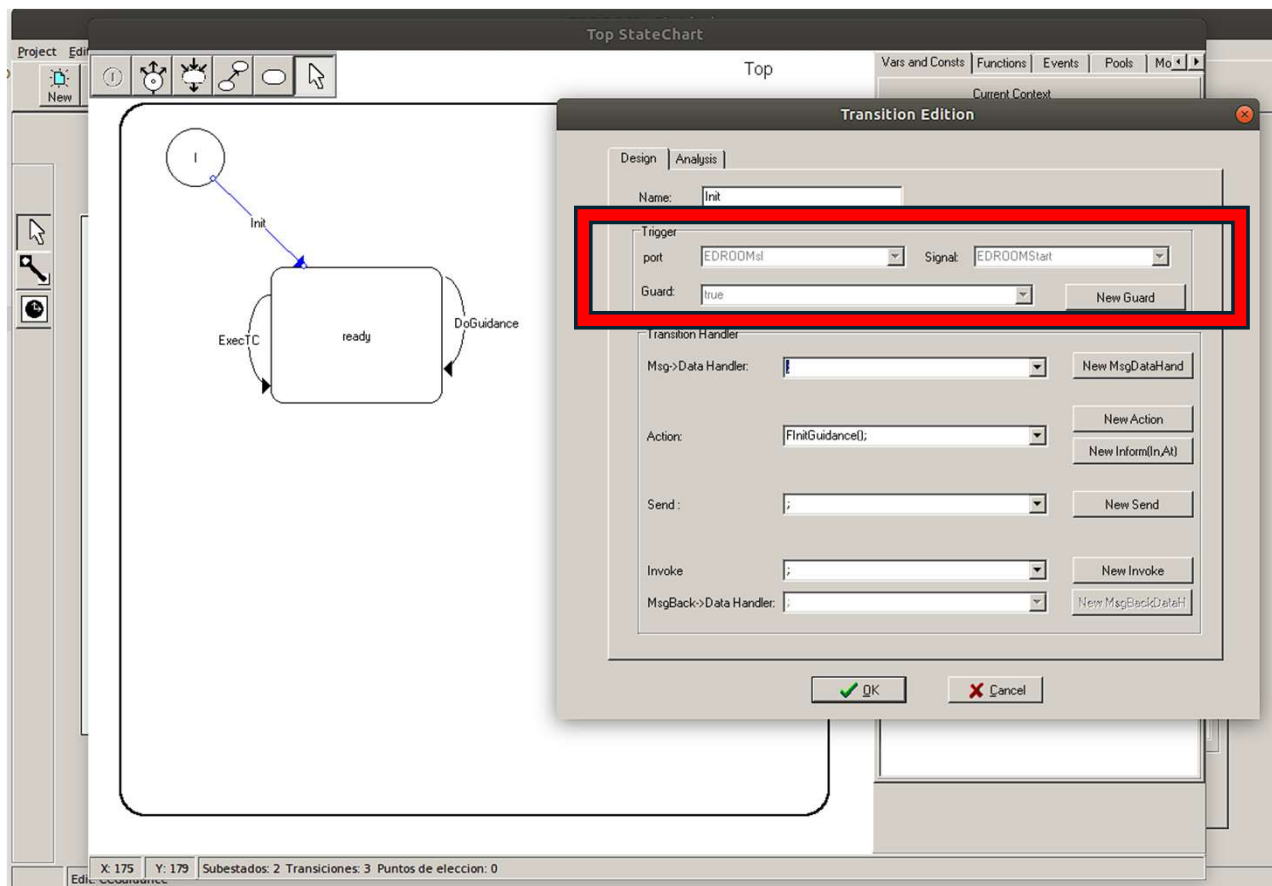 Top StateChart
Project
New
Top
Vars and Consts Functions Events Pools Mo
Current Context
I
Init
ExecTC
ready
DoGuidance
Transition Edition
Design Analysis
Name: Init
Trigger
port EDROOMsI Signal: EDROOMStart
Guard: true New Guard
Transition Handler
Msg->Data Handler: ; New MsgDataHand
New Action
Action: FInitGuidance();
New Inform(In,At)
Send : ; New Send
Invoke ; New Invoke
MsgBack->Data Handler: ; New MsgBackDataH
OK Cancel
X: 175 Y: 179 Subestados: 2 Transiciones: 3 Puntos de eleccion: 0